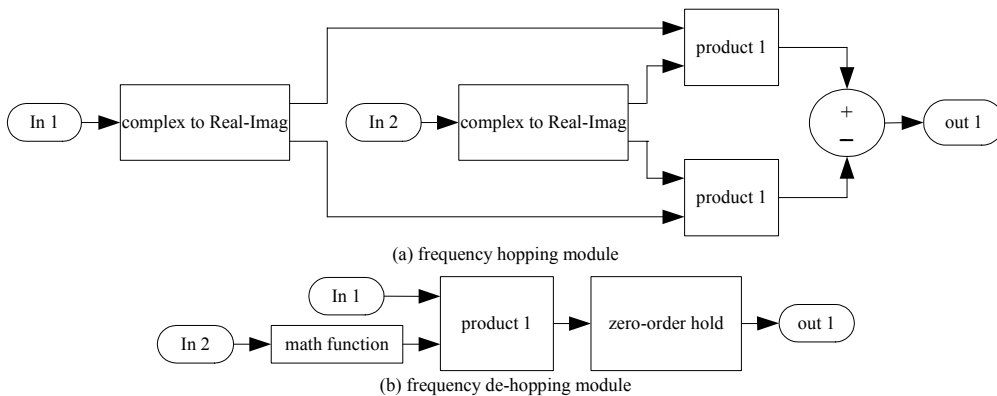 product 1
In 1
complex to Real-Imag
In 2
complex to Real-Imag
+
−
out 1
product 1
(a) frequency hopping module
In 1
product 1
zero-order hold
out 1
In 2
math function
(b) frequency de-hopping module